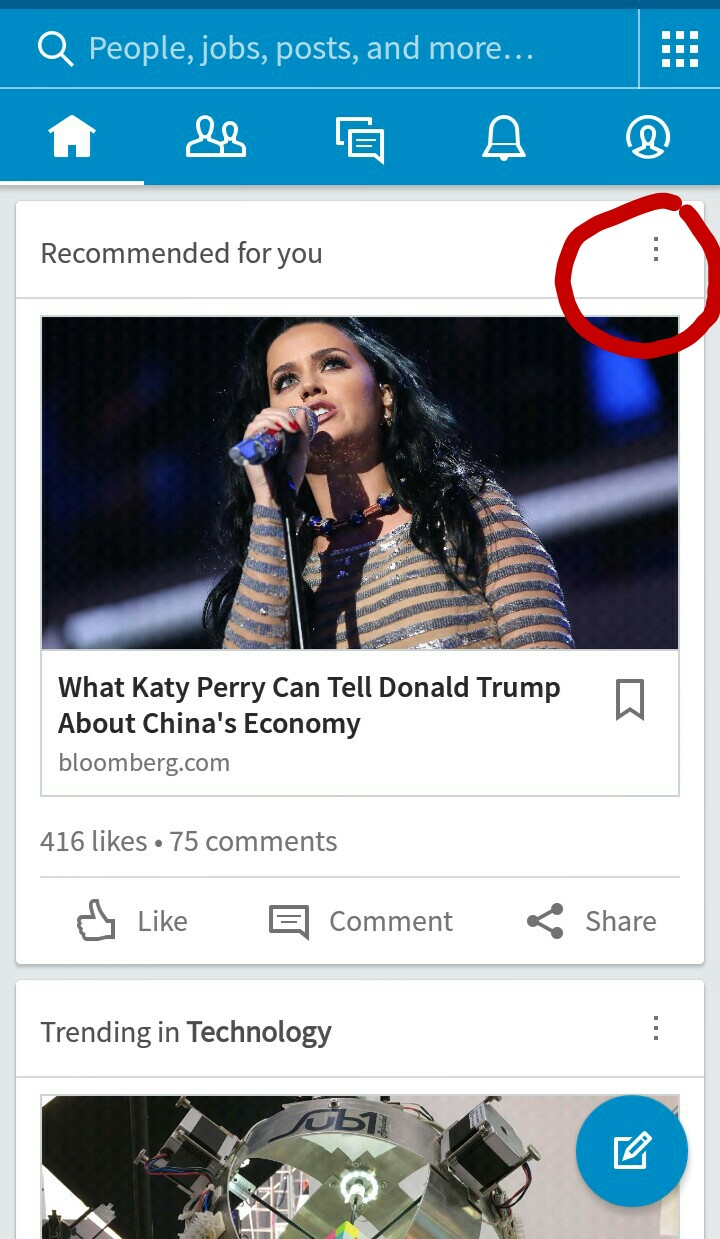 People, jobs, posts, and more…
Recommended for you
What Katy Perry Can Tell Donald Trump
About China's Economy
bloomberg.com
416 likes • 75 comments
Like Comment Share
Trending in Technology
Sub1